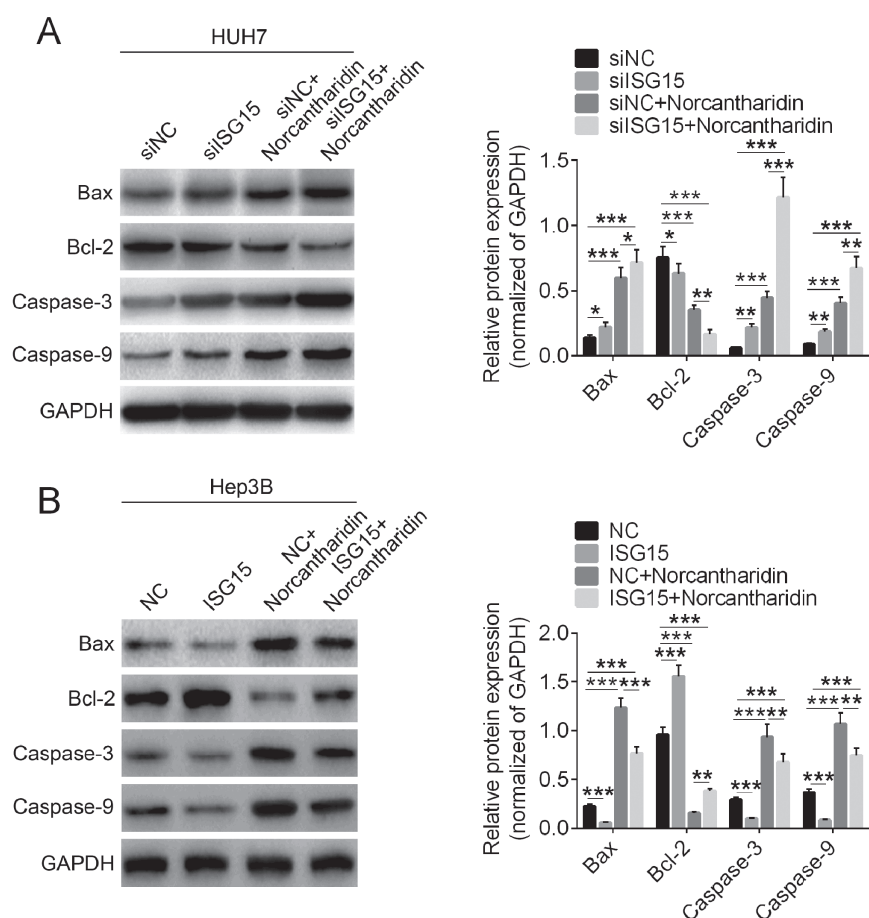 A
HUH7
siNC
siISG15
siNC+
Norcantharidin
siISG15+
Norcantharidin
Bax
Bcl-2
Caspase-3
Caspase-9
GAPDH
siNC
siISG15
siNC+Norcantharidin
siISG15+Norcantharidin
Relative protein expression
(normalized of GAPDH)
1.5
1.0
0.5
0.0
* *** *** *
* *** *** **
** *** *** ***
** *** *** **
Bax
Bcl-2
Caspase-3
Caspase-9
B
Hep3B
NC
ISG15
NC+
Norcantharidin
ISG15+
Norcantharidin
Bax
Bcl-2
Caspase-3
Caspase-9
GAPDH
NC
ISG15
NC+Norcantharidin
ISG15+Norcantharidin
Relative protein expression
(normalized of GAPDH)
2.0
1.5
1.0
0.5
0.0
*** *** *** ***
*** *** *** **
*** *** *** **
*** *** *** **
Bax
Bcl-2
Caspase-3
Caspase-9